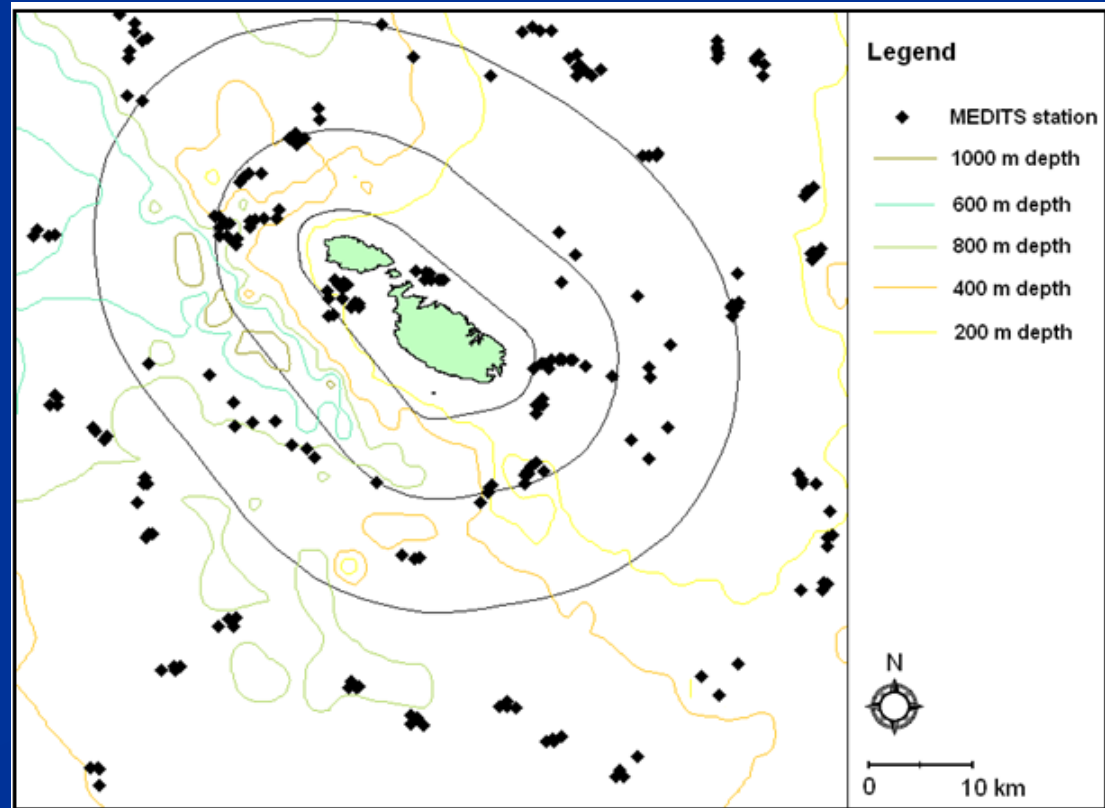 Legend
MEDITS station
1000 m depth
600 m depth
800 m depth
400 m depth
200 m depth
N
0 10 km